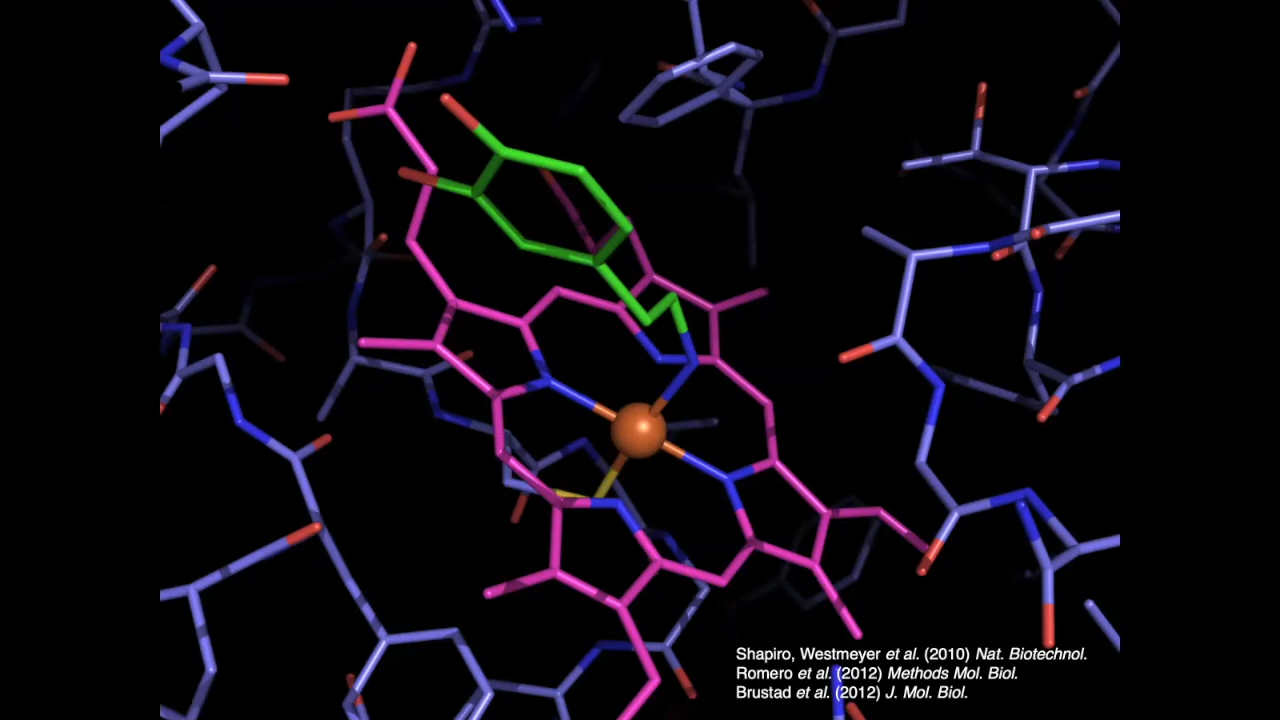 Shapiro, Westmeyer et al. (2010) Nat. Biotechnol.
Romero et al. (2012) Methods Mol. Biol.
Brustad et al. (2012) J. Mol. Biol.